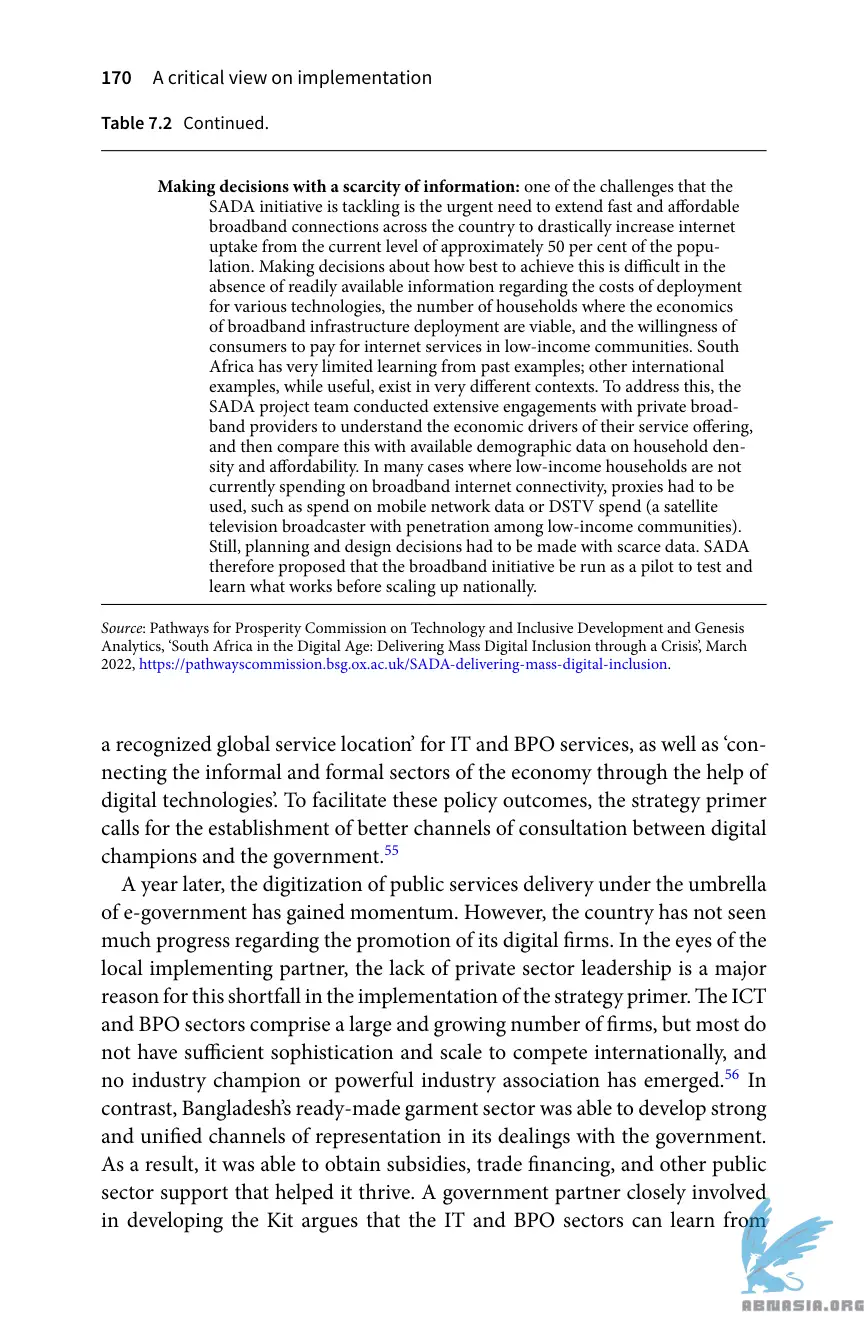 170 A critical view on implementation
Table 7.2 Continued.
Making decisions with a scarcity of information: one of the challenges that the
SADA initiative is tackling is the urgent need to extend fast and affordable
broadband connections across the country to drastically increase internet
uptake from the current level of approximately 50 per cent of the popu-
lation. Making decisions about how best to achieve this is difficult in the
absence of readily available information regarding the costs of deployment
for various technologies, the number of households where the economics
of broadband infrastructure deployment are viable, and the willingness of
consumers to pay for internet services in low-income communities. South
Africa has very limited learning from past examples; other international
examples, while useful, exist in very different contexts. To address this, the
SADA project team conducted extensive engagements with private broad-
band providers to understand the economic drivers of their service offering,
and then compare this with available demographic data on household den-
sity and affordability. In many cases where low-income households are not
currently spending on broadband internet connectivity, proxies had to be
used, such as spend on mobile network data or DSTV spend (a satellite
television broadcaster with penetration among low-income communities).
Still, planning and design decisions had to be made with scarce data. SADA
therefore proposed that the broadband initiative be run as a pilot to test and
learn what works before scaling up nationally.
Source: Pathways for Prosperity Commission on Technology and Inclusive Development and Genesis
Analytics, ‘South Africa in the Digital Age: Delivering Mass Digital Inclusion through a Crisis’, March
2022, https://pathwayscommission.bsg.ox.ac.uk/SADA-delivering-mass-digital-inclusion.
a recognized global service location’ for IT and BPO services, as well as ‘con-
necting the informal and formal sectors of the economy through the help of
digital technologies’. To facilitate these policy outcomes, the strategy primer
calls for the establishment of better channels of consultation between digital
champions and the government.55
A year later, the digitization of public services delivery under the umbrella
of e-government has gained momentum. However, the country has not seen
much progress regarding the promotion of its digital firms. In the eyes of the
local implementing partner, the lack of private sector leadership is a major
reason for this shortfall in the implementation of the strategy primer. The ICT
and BPO sectors comprise a large and growing number of firms, but most do
not have sufficient sophistication and scale to compete internationally, and
no industry champion or powerful industry association has emerged.56 In
contrast, Bangladesh’s ready-made garment sector was able to develop strong
and unified channels of representation in its dealings with the government.
As a result, it was able to obtain subsidies, trade financing, and other public
sector support that helped it thrive. A government partner closely involved
in developing the Kit argues that the IT and BPO sectors can learn from
ABNASIA.ORG